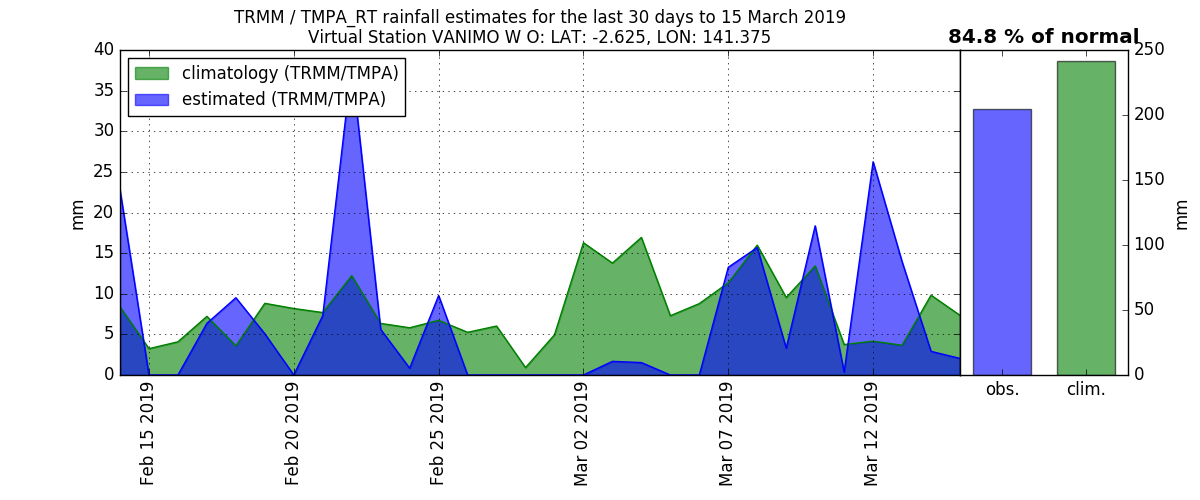 TRMM / TMPA_RT rainfall estimates for the last 30 days to 15 March 2019
Virtual Station VANIMO W O: LAT: -2.625, LON: 141.375
84.8 % of normal
climatology (TRMM/TMPA)
estimated (TRMM/TMPA)
40
35
30
25
20
15
10
5
0
mm
Feb 15 2019
Feb 20 2019
Feb 25 2019
Mar 02 2019
Mar 07 2019
Mar 12 2019
250
200
150
100
50
0
mm
obs.
clim.